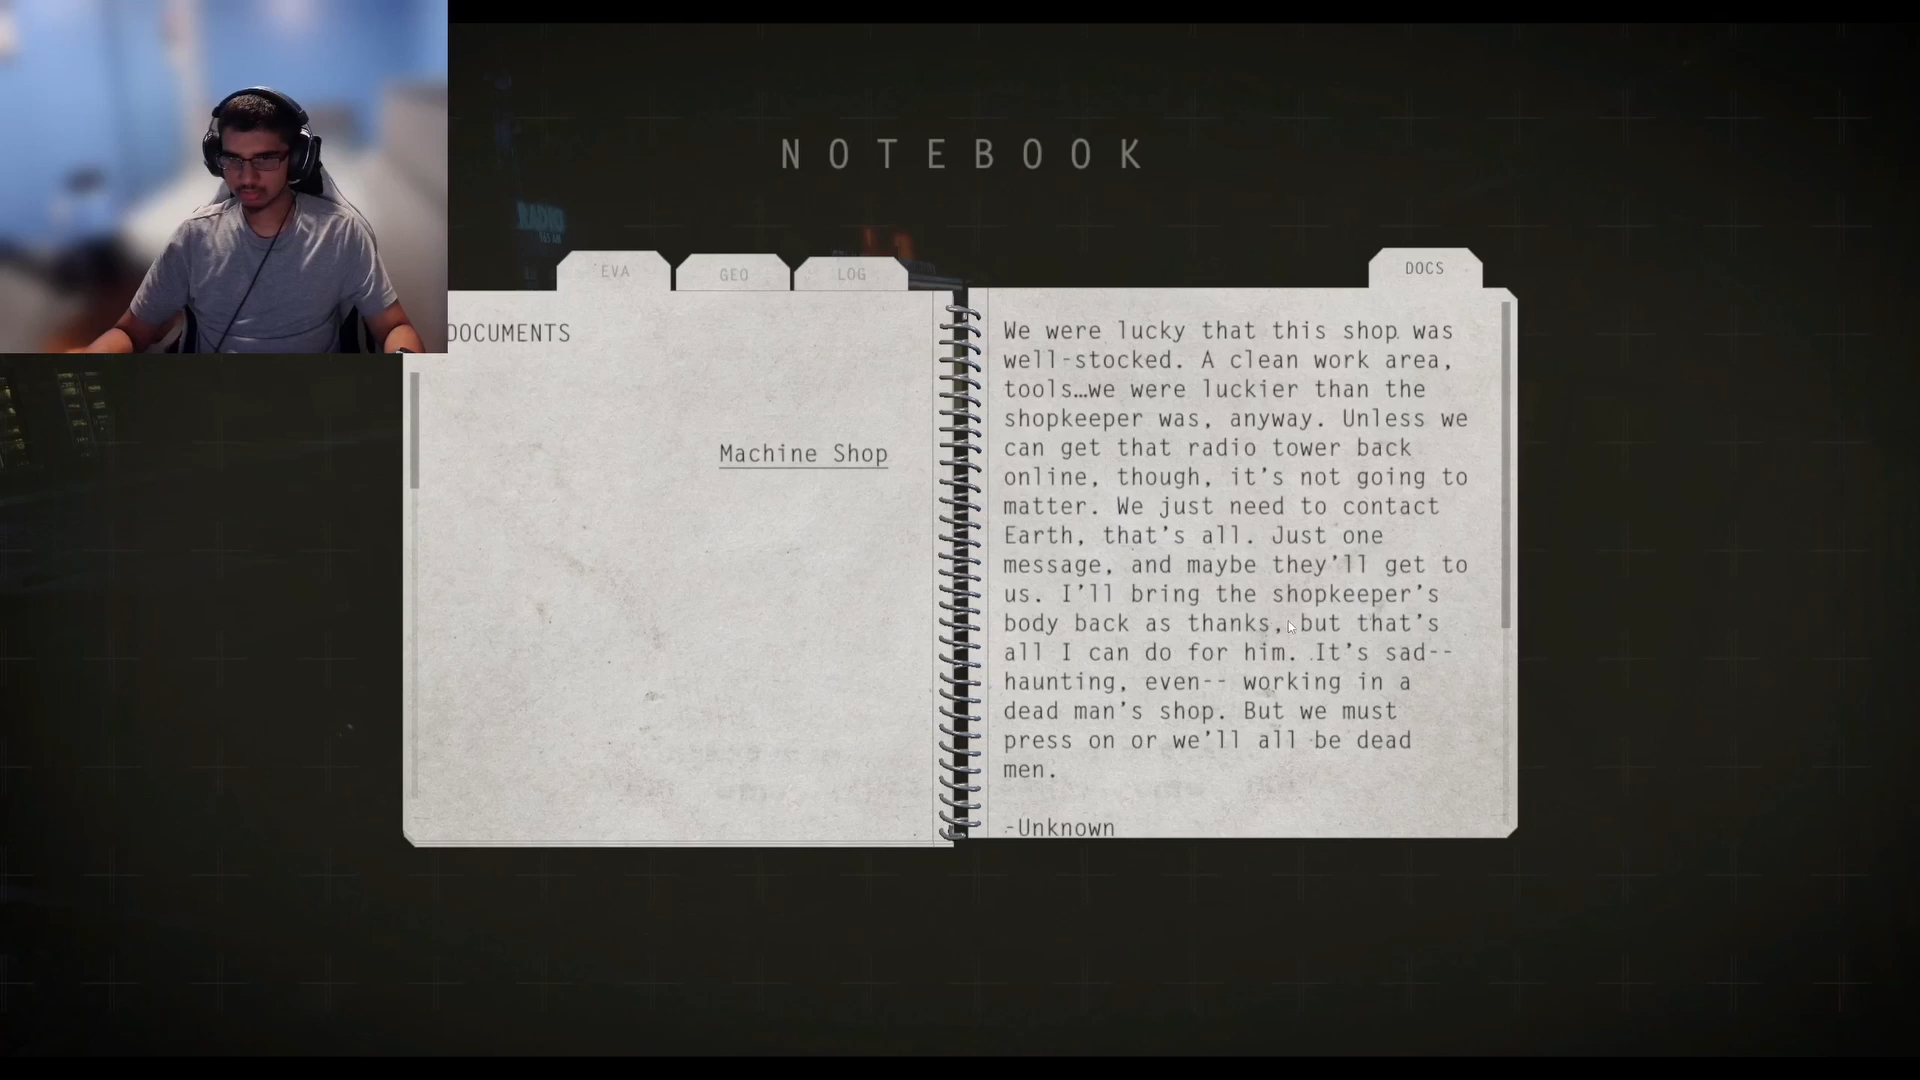 NOTEBOOK
RADIO
EVA
GEO
LOG
DOCS
DOCUMENTS
Machine Shop
We were lucky that this shop was
well-stocked. A clean work area,
tools…we were luckier than the
shopkeeper was, anyway. Unless we
can get that radio tower back
online, though, it's not going to
matter. We just need to contact
Earth, that's all. Just one
message, and maybe they'll get to
us. I'll bring the shopkeeper's
body back as thanks, but that's
all I can do for him. It's sad--
haunting, even-- working in a
dead man's shop. But we must
press on or we'll all be dead
men.
-Unknown